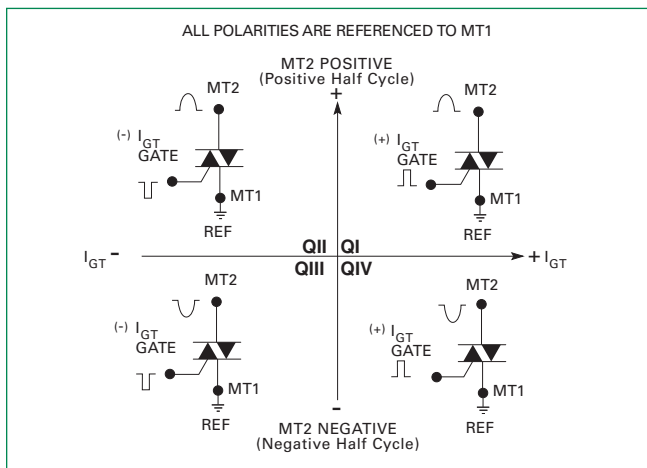 ALL POLARITIES ARE REFERENCED TO MT1
MT2 POSITIVE
(Positive Half Cycle)
+
MT2
(-) IGT
GATE
MT1
REF
MT2
(+) IGT
GATE
MT1
REF
IGT -
QII QI
QIII QIV
+ IGT
MT2
(-) IGT
GATE
MT1
REF
MT2
(+) IGT
GATE
MT1
REF
-
MT2 NEGATIVE
(Negative Half Cycle)